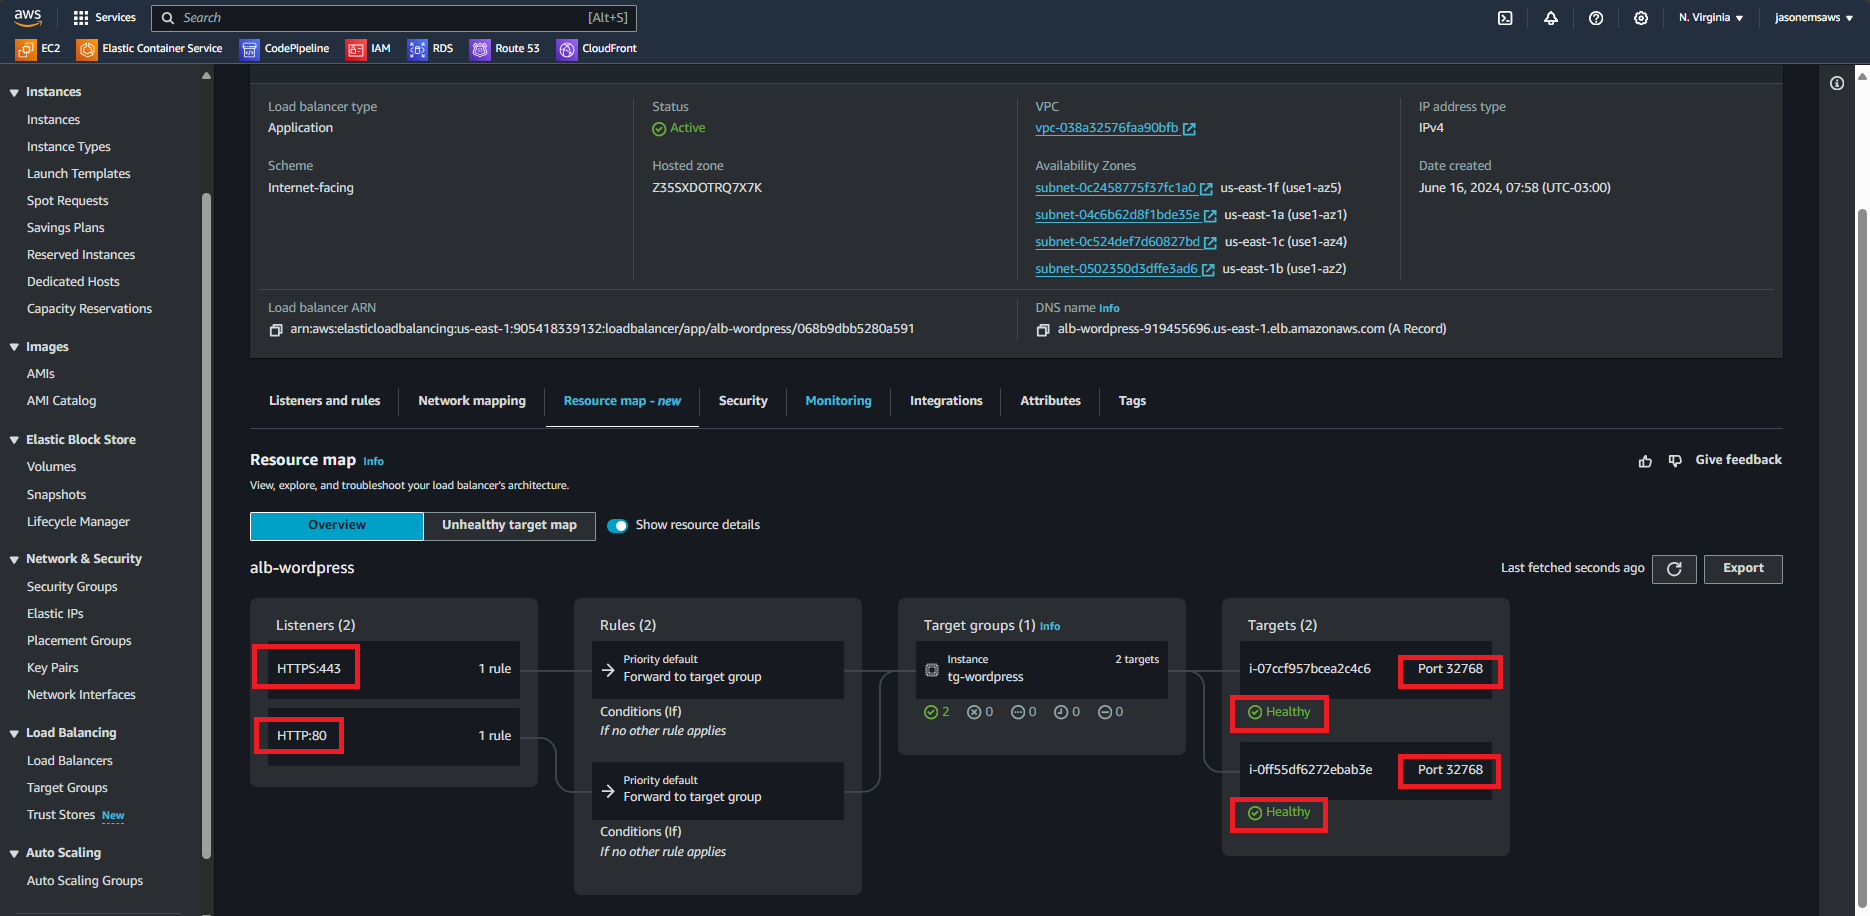 aws
Services
Search
[Alt+S]
N. Virginia
jasonemsaws
EC2
Elastic Container Service
CodePipeline
IAM
RDS
Route 53
CloudFront
Instances
Instances
Instance Types
Launch Templates
Spot Requests
Savings Plans
Reserved Instances
Dedicated Hosts
Capacity Reservations
Images
AMIs
AMI Catalog
Elastic Block Store
Volumes
Snapshots
Lifecycle Manager
Network & Security
Security Groups
Elastic IPs
Placement Groups
Key Pairs
Network Interfaces
Load Balancing
Load Balancers
Target Groups
Trust Stores New
Auto Scaling
Auto Scaling Groups
Load balancer type
Application
Status
Active
VPC
vpc-038a32576faa90bfb
IP address type
IPv4
Scheme
Internet-facing
Hosted zone
Z35SXDOTRQ7X7K
Availability Zones
subnet-0c2458775f37fc1a0 us-east-1f (use1-az5)
subnet-04c6b62d8f1bde35e us-east-1a (use1-az1)
subnet-0c524def7d60827bd us-east-1c (use1-az4)
subnet-0502350d3dffe3ad6 us-east-1b (use1-az2)
Date created
June 16, 2024, 07:58 (UTC-03:00)
Load balancer ARN
arn:aws:elasticloadbalancing:us-east-1:905418339132:loadbalancer/app/alb-wordpress/068b9dbb5280a591
DNS name Info
alb-wordpress-919455696.us-east-1.elb.amazonaws.com (A Record)
Listeners and rules
Network mapping
Resource map - new
Security
Monitoring
Integrations
Attributes
Tags
Resource map Info
Give feedback
View, explore, and troubleshoot your load balancer's architecture.
Overview
Unhealthy target map
Show resource details
alb-wordpress
Last fetched seconds ago
Export
Listeners (2)
HTTPS:443
1 rule
HTTP:80
1 rule
Rules (2)
Priority default
Forward to target group
Conditions (If)
If no other rule applies
Priority default
Forward to target group
Conditions (If)
If no other rule applies
Target groups (1) Info
Instance
2 targets
tg-wordpress
2 0 0 0 0
Targets (2)
i-07ccf957bcea2c4c6
Port 32768
Healthy
i-0ff55df6272ebab3e
Port 32768
Healthy